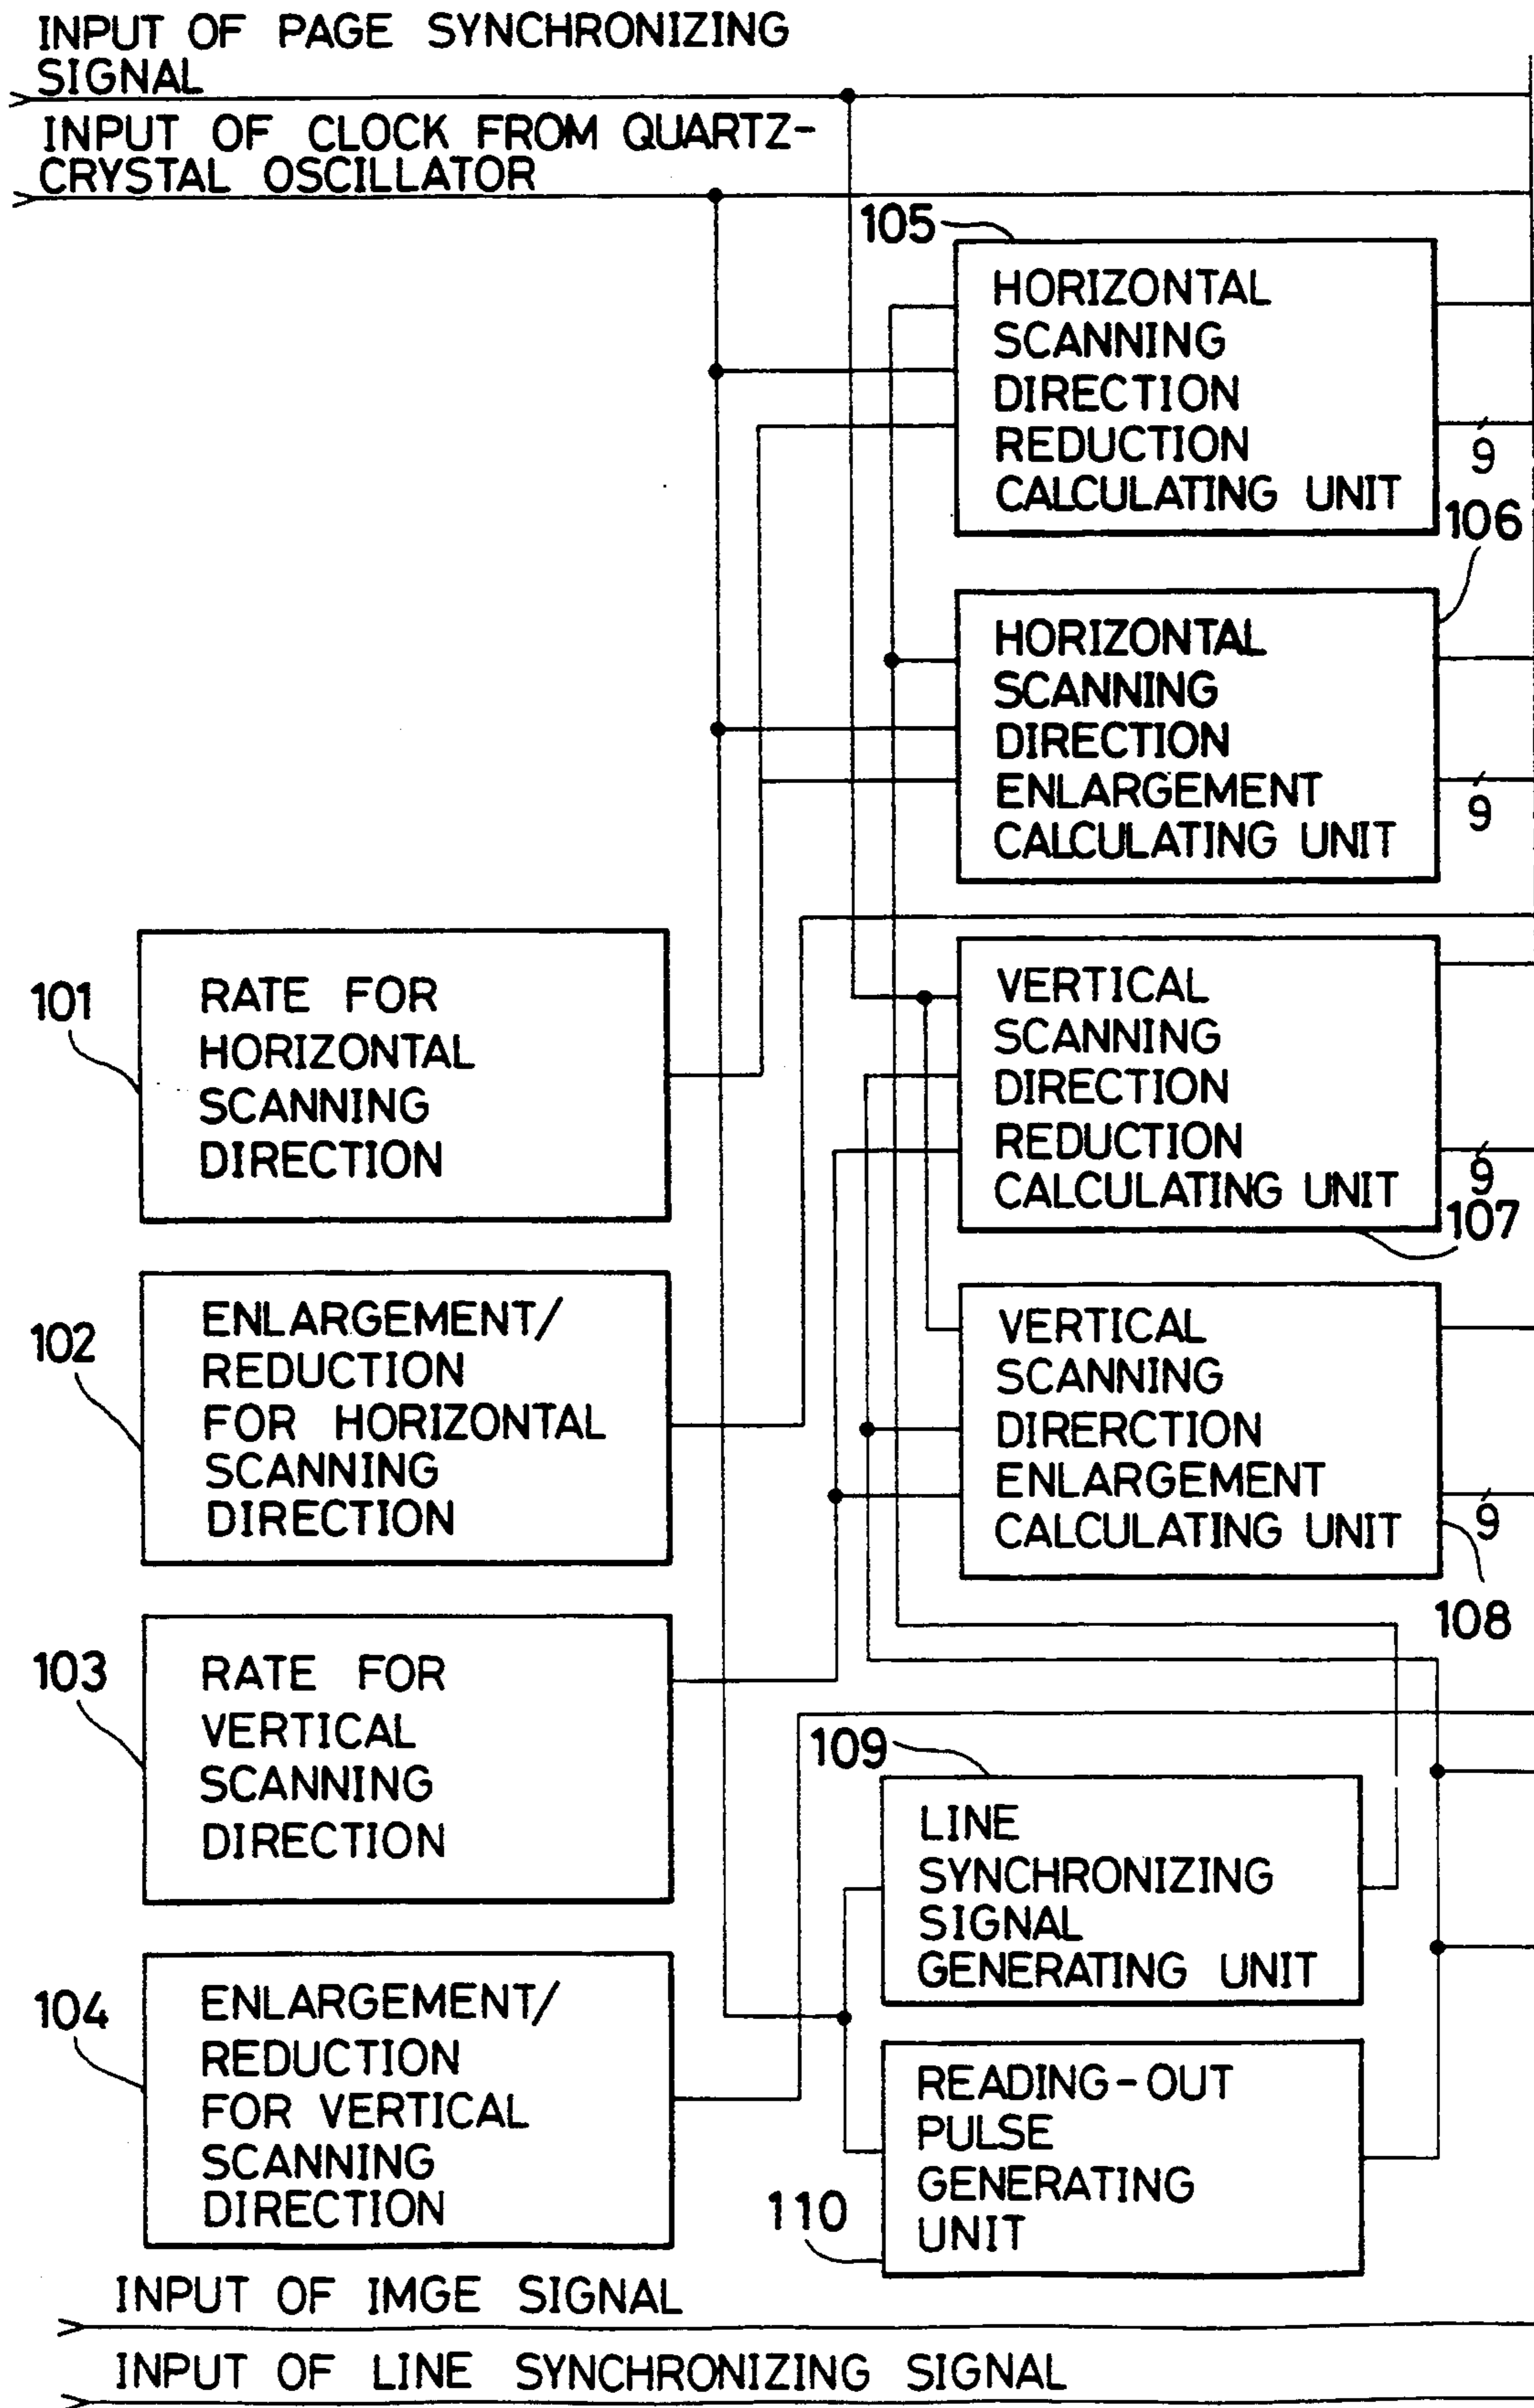 INPUT OF PAGE SYNCHRONIZING
SIGNAL
INPUT OF CLOCK FROM QUARTZ-
CRYSTAL OSCILLATOR
105
HORIZONTAL
SCANNING
DIRECTION
REDUCTION
CALCULATING UNIT
9
106
HORIZONTAL
SCANNING
DIRECTION
ENLARGEMENT
CALCULATING UNIT
9
101
RATE FOR
HORIZONTAL
SCANNING
DIRECTION
VERTICAL
SCANNING
DIRECTION
REDUCTION
CALCULATING UNIT
9
107
102
ENLARGEMENT/
REDUCTION
FOR HORIZONTAL
SCANNING
DIRECTION
VERTICAL
SCANNING
DIRERCTION
ENLARGEMENT
CALCULATING UNIT
9
108
103
RATE FOR
VERTICAL
SCANNING
DIRECTION
109
LINE
SYNCHRONIZING
SIGNAL
GENERATING UNIT
104
ENLARGEMENT/
REDUCTION
FOR VERTICAL
SCANNING
DIRECTION
110
READING-OUT
PULSE
GENERATING
UNIT
INPUT OF IMGE SIGNAL
INPUT OF LINE SYNCHRONIZING SIGNAL